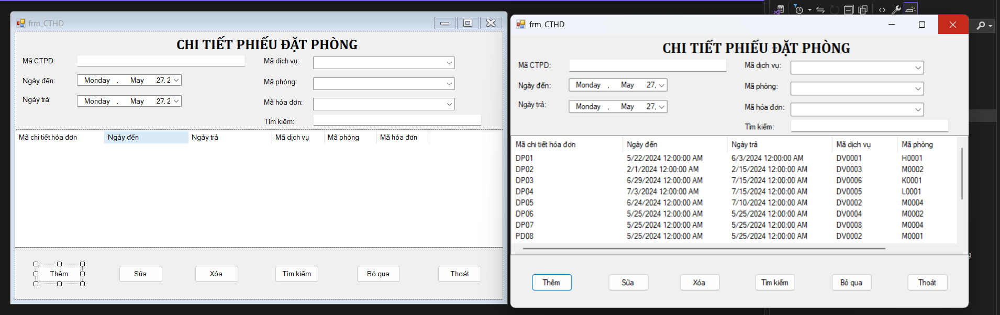 frm_CTHD
CHI TIẾT PHIẾU ĐẶT PHÒNG
Mã CTPD:
Mã dịch vụ:
Ngày đến:
Monday , May 27, 2
Mã phòng:
Ngày trả:
Monday , May 27, 2
Mã hóa đơn:
Tìm kiếm:
Mã chi tiết hóa đơn Ngày đến Ngày trả Mã dịch vụ Mã phòng Mã hóa đơn
Thêm Sửa Xóa Tìm kiếm Bỏ qua Thoát
frm_CTHD
CHI TIẾT PHIẾU ĐẶT PHÒNG
Mã CTPD:
Mã dịch vụ:
Ngày đến:
Monday , May 27,
Mã phòng:
Ngày trả:
Monday , May 27,
Mã hóa đơn:
Tìm kiếm:
Mã chi tiết hóa đơn Ngày đến Ngày trả Mã dịch vụ Mã phòng
DP01 5/22/2024 12:00:00 AM 6/3/2024 12:00:00 AM DV0001 H0001
DP02 2/1/2024 12:00:00 AM 2/15/2024 12:00:00 AM DV0003 M0002
DP03 6/29/2024 12:00:00 AM 7/15/2024 12:00:00 AM DV0006 K0001
DP04 7/3/2024 12:00:00 AM 7/15/2024 12:00:00 AM DV0005 L0001
DP05 6/24/2024 12:00:00 AM 7/10/2024 12:00:00 AM DV0002 M0004
DP06 5/25/2024 12:00:00 AM 5/25/2024 12:00:00 AM DV0004 M0002
DP07 5/25/2024 12:00:00 AM 5/25/2024 12:00:00 AM DV0008 M0004
PD08 5/25/2024 12:00:00 AM 5/25/2024 12:00:00 AM DV0002 M0001
Thêm Sửa Xóa Tìm kiếm Bỏ qua Thoát